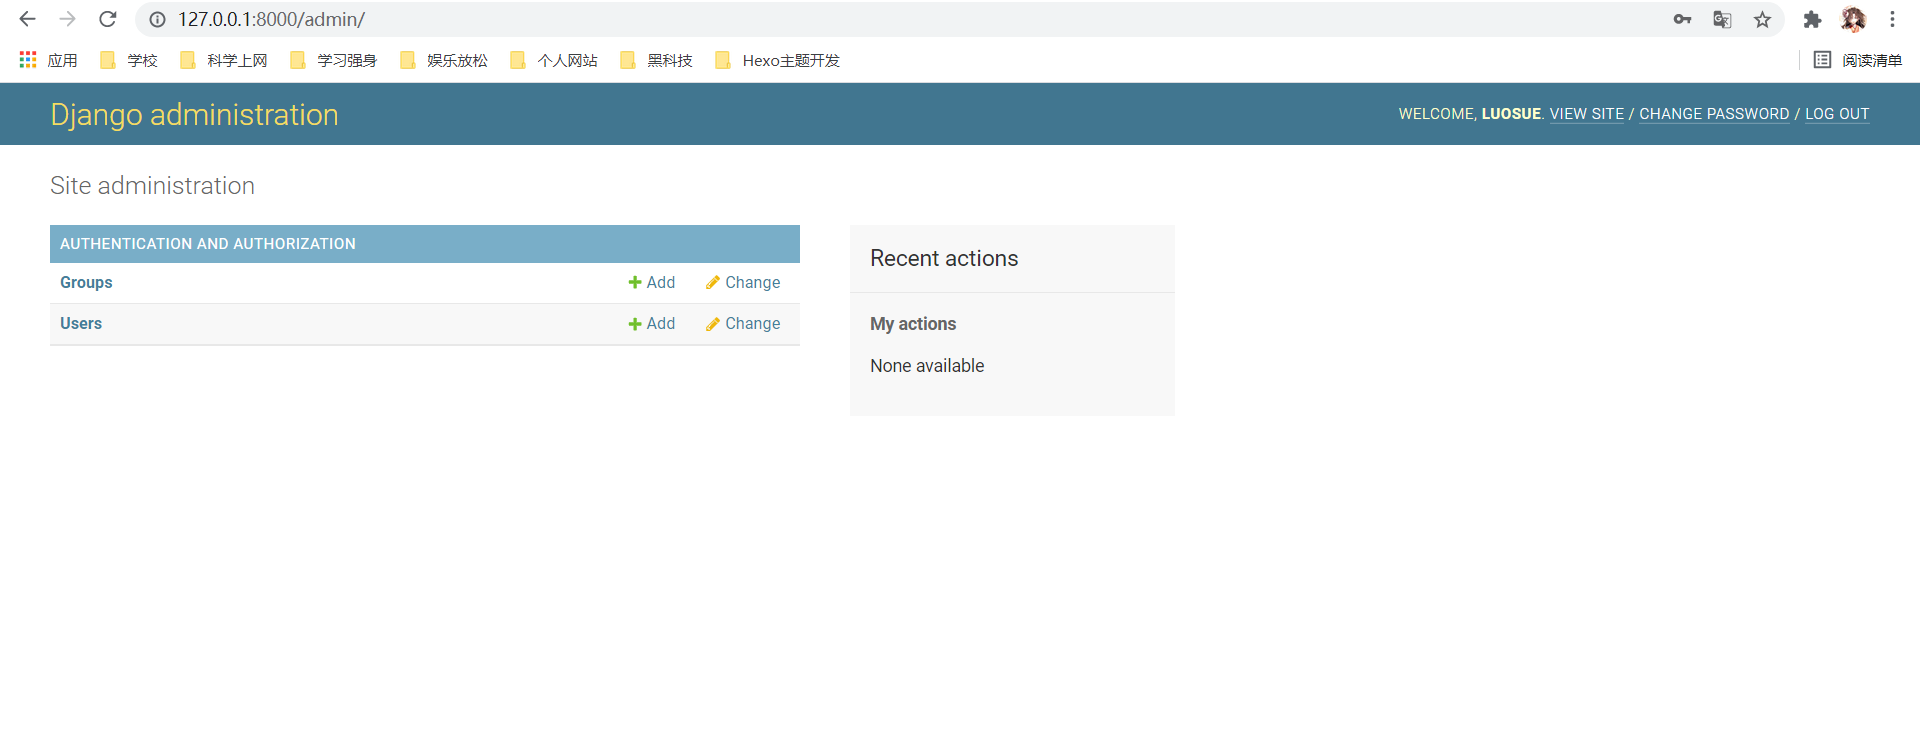 127.0.0.1:8000/admin/
应用 学校 科学上网 学习强身 娱乐放松 个人网站 黑科技 Hexo主题开发 阅读清单
Django administration
WELCOME, LUOSUE. VIEW SITE / CHANGE PASSWORD / LOG OUT
Site administration
AUTHENTICATION AND AUTHORIZATION
Groups Add Change
Users Add Change
Recent actions
My actions
None available